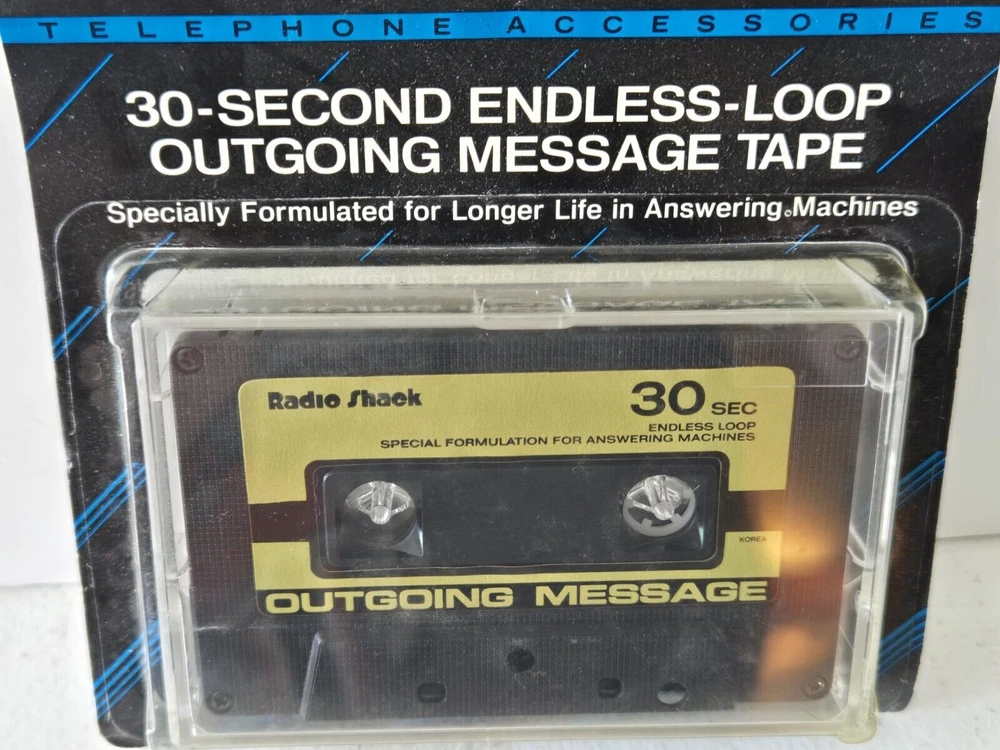 TELEPHONE ACCESSORIES
30-SECOND ENDLESS-LOOP
OUTGOING MESSAGE TAPE
Specially Formulated for Longer Life in Answering Machines
Radio Shack
30 SEC
ENDLESS LOOP
SPECIAL FORMULATION FOR ANSWERING MACHINES
KOREA
OUTGOING MESSAGE